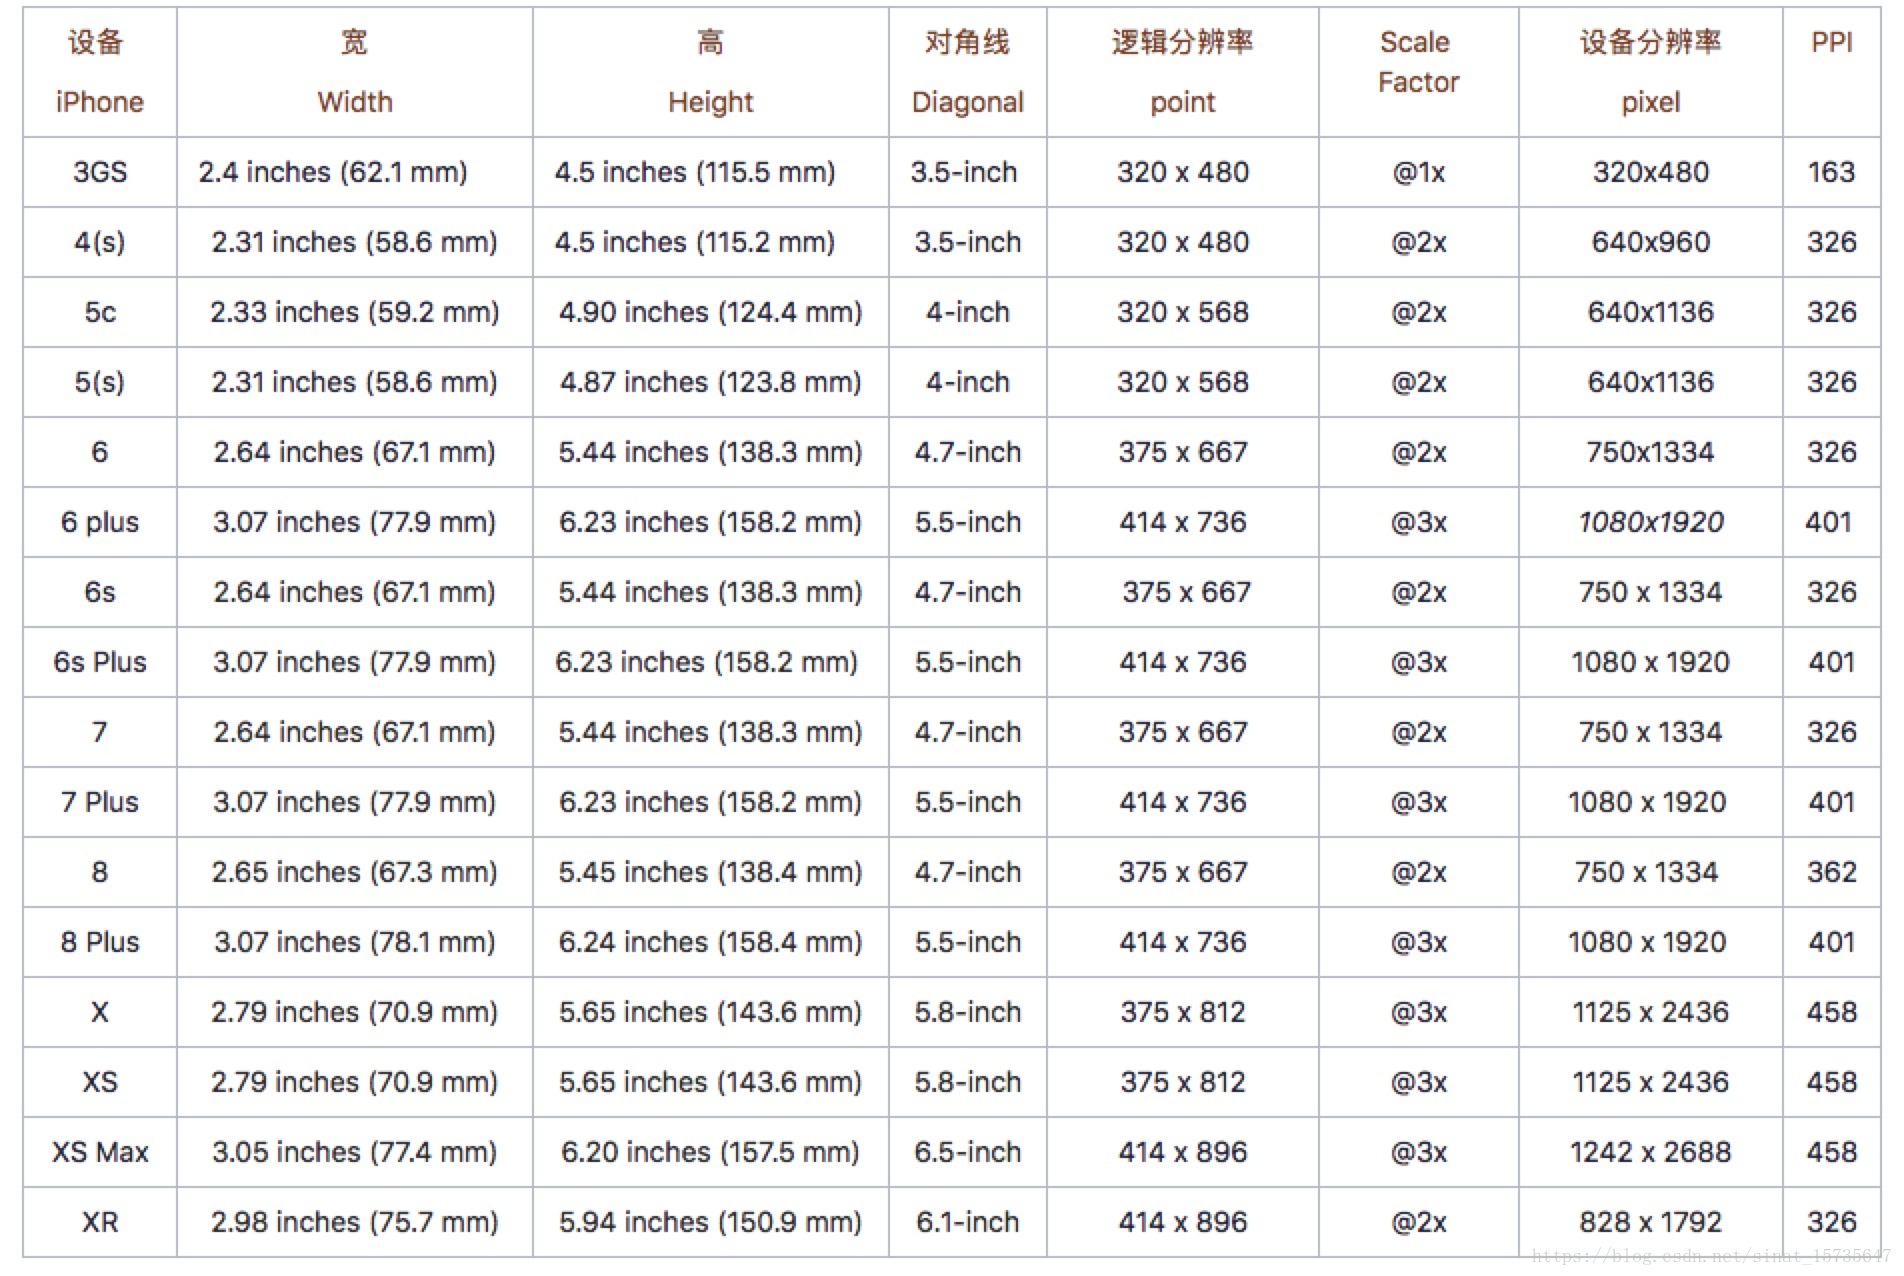 设备 宽 高 对角线 逻辑分辨率 Scale Factor 设备分辨率 PPI
iPhone Width Height Diagonal point pixel
3GS 2.4 inches (62.1 mm) 4.5 inches (115.5 mm) 3.5-inch 320 x 480 @1x 320x480 163
4(s) 2.31 inches (58.6 mm) 4.5 inches (115.2 mm) 3.5-inch 320 x 480 @2x 640x960 326
5c 2.33 inches (59.2 mm) 4.90 inches (124.4 mm) 4-inch 320 x 568 @2x 640x1136 326
5(s) 2.31 inches (58.6 mm) 4.87 inches (123.8 mm) 4-inch 320 x 568 @2x 640x1136 326
6 2.64 inches (67.1 mm) 5.44 inches (138.3 mm) 4.7-inch 375 x 667 @2x 750x1334 326
6 plus 3.07 inches (77.9 mm) 6.23 inches (158.2 mm) 5.5-inch 414 x 736 @3x 1080x1920 401
6s 2.64 inches (67.1 mm) 5.44 inches (138.3 mm) 4.7-inch 375 x 667 @2x 750 x 1334 326
6s Plus 3.07 inches (77.9 mm) 6.23 inches (158.2 mm) 5.5-inch 414 x 736 @3x 1080 x 1920 401
7 2.64 inches (67.1 mm) 5.44 inches (138.3 mm) 4.7-inch 375 x 667 @2x 750 x 1334 326
7 Plus 3.07 inches (77.9 mm) 6.23 inches (158.2 mm) 5.5-inch 414 x 736 @3x 1080 x 1920 401
8 2.65 inches (67.3 mm) 5.45 inches (138.4 mm) 4.7-inch 375 x 667 @2x 750 x 1334 362
8 Plus 3.07 inches (78.1 mm) 6.24 inches (158.4 mm) 5.5-inch 414 x 736 @3x 1080 x 1920 401
X 2.79 inches (70.9 mm) 5.65 inches (143.6 mm) 5.8-inch 375 x 812 @3x 1125 x 2436 458
XS 2.79 inches (70.9 mm) 5.65 inches (143.6 mm) 5.8-inch 375 x 812 @3x 1125 x 2436 458
XS Max 3.05 inches (77.4 mm) 6.20 inches (157.5 mm) 6.5-inch 414 x 896 @3x 1242 x 2688 458
XR 2.98 inches (75.7 mm) 5.94 inches (150.9 mm) 6.1-inch 414 x 896 @2x 828 x 1792 326
https://blog.csdn.net/sinat_15735647